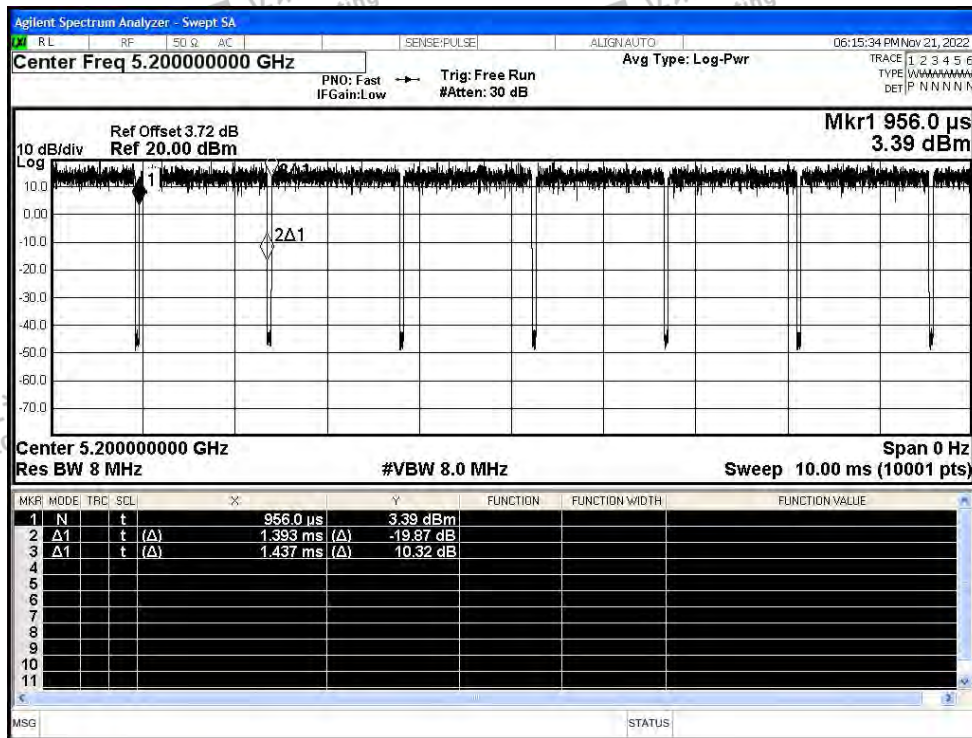 Agilent Spectrum Analyzer - Swept SA
LXI RL RF 50 Ω AC SENSE:PULSE ALIGNAUTO 06:15:34 PM Nov 21, 2022
Center Freq 5.200000000 GHz
Avg Type: Log-Pwr
TRACE 1 2 3 4 5 6
TYPE WWWWWW
DET P N N N N N
PNO: Fast
IFGain:Low
Trig: Free Run
#Atten: 30 dB
Mkr1 956.0 µs
3.39 dBm
Ref Offset 3.72 dB
10 dB/div Ref 20.00 dBm
Log
10.0
0.00
-10.0
-20.0
-30.0
-40.0
-50.0
-60.0
-70.0
1
3Δ1
2Δ1
Center 5.200000000 GHz Span 0 Hz
Res BW 8 MHz #VBW 8.0 MHz Sweep 10.00 ms (10001 pts)
MKR MODE TRC SCL X Y FUNCTION FUNCTION WIDTH FUNCTION VALUE
1 N t 956.0 µs 3.39 dBm
2 Δ1 t (Δ) 1.393 ms (Δ) -19.87 dB
3 Δ1 t (Δ) 1.437 ms (Δ) 10.32 dB
4
5
6
7
8
9
10
11
MSG STATUS